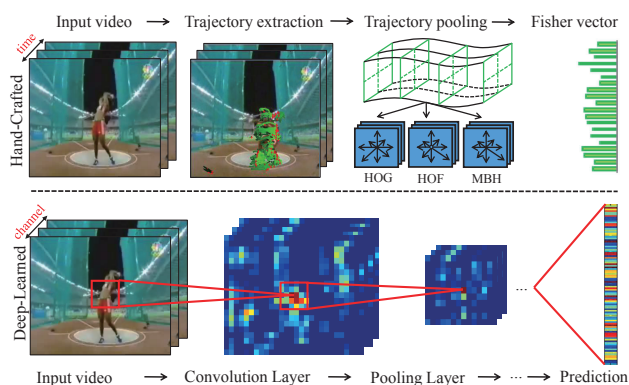 Input video → Trajectory extraction → Trajectory pooling → Fisher vector
time
Hand-Crafted
HOG HOF MBH
channel
Deep-Learned
...
Input video → Convolution Layer → Pooling Layer → ... → Prediction